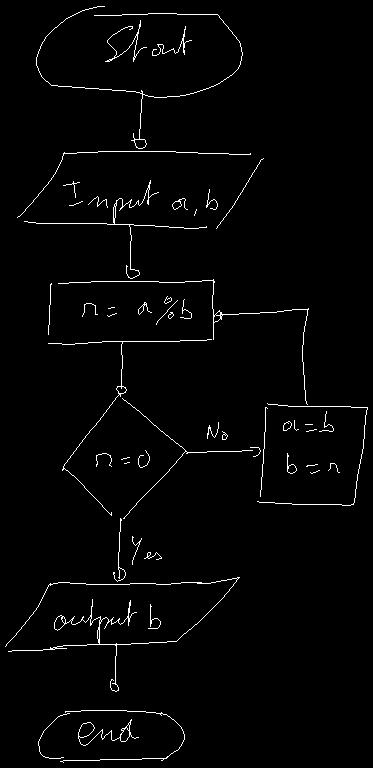 Start
Input a, b
r = a % b
r = 0
No
a = b
b = r
Yes
output b
end